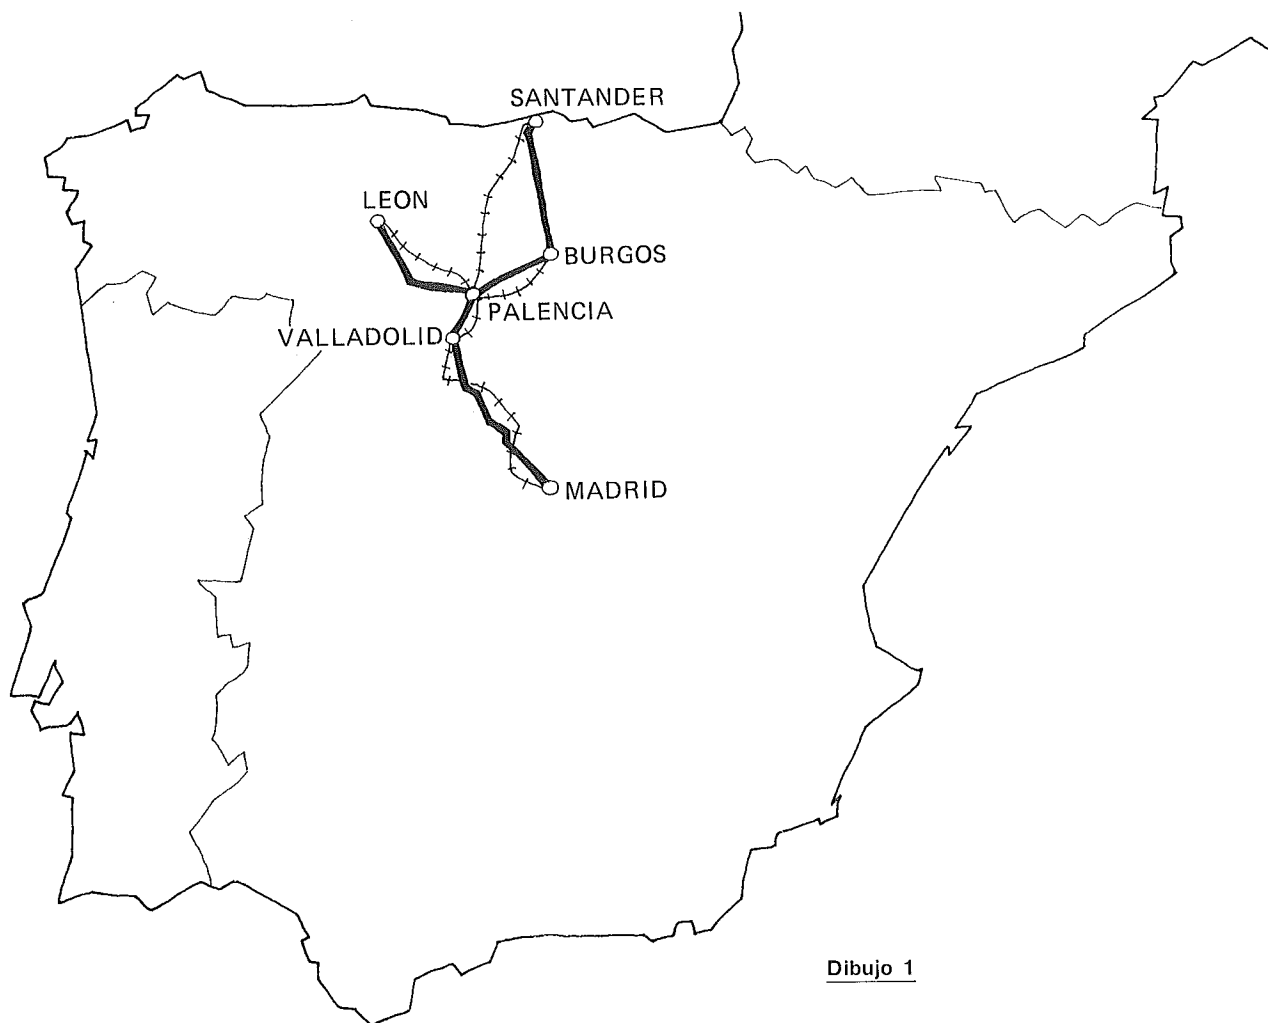 SANTANDER
LEON
BURGOS
PALENCIA
VALLADOLID
MADRID
Dibujo 1